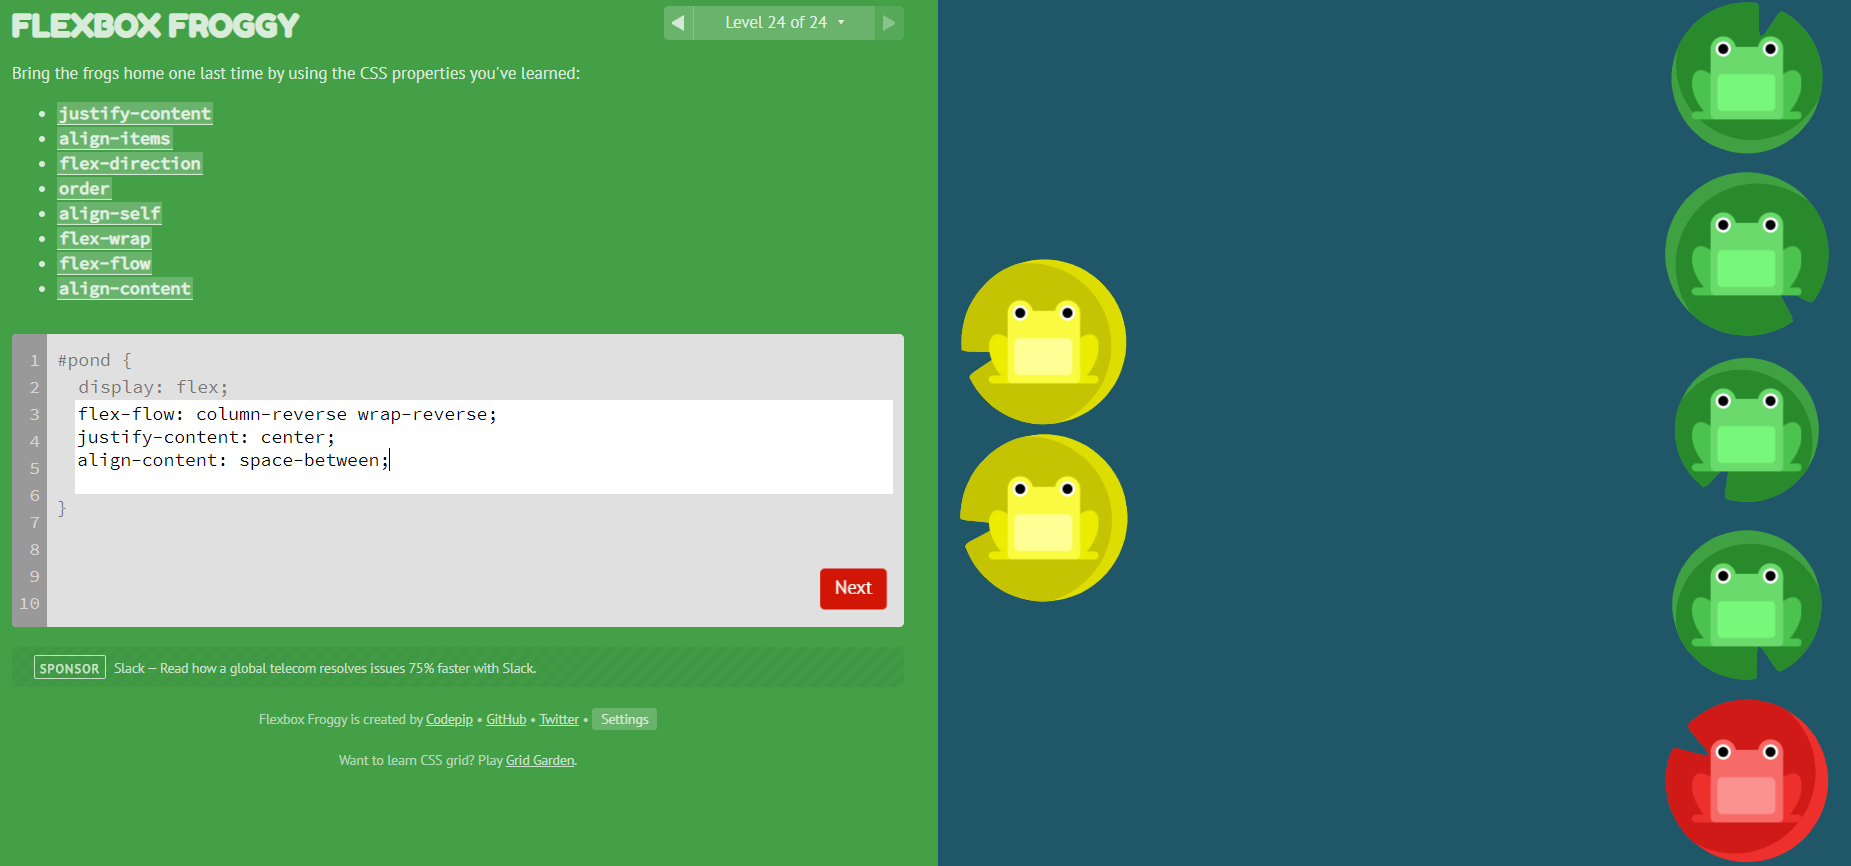 FLEXBOX FROGGY
Level 24 of 24
Bring the frogs home one last time by using the CSS properties you've learned:
• justify-content
• align-items
• flex-direction
• order
• align-self
• flex-wrap
• flex-flow
• align-content
1 #pond {
2 display: flex;
3 flex-flow: column-reverse wrap-reverse;
4 justify-content: center;
5 align-content: space-between;
6
7 }
8
9
10
Next
SPONSOR Slack — Read how a global telecom resolves issues 75% faster with Slack.
Flexbox Froggy is created by Codepip • GitHub • Twitter • Settings
Want to learn CSS grid? Play Grid Garden.